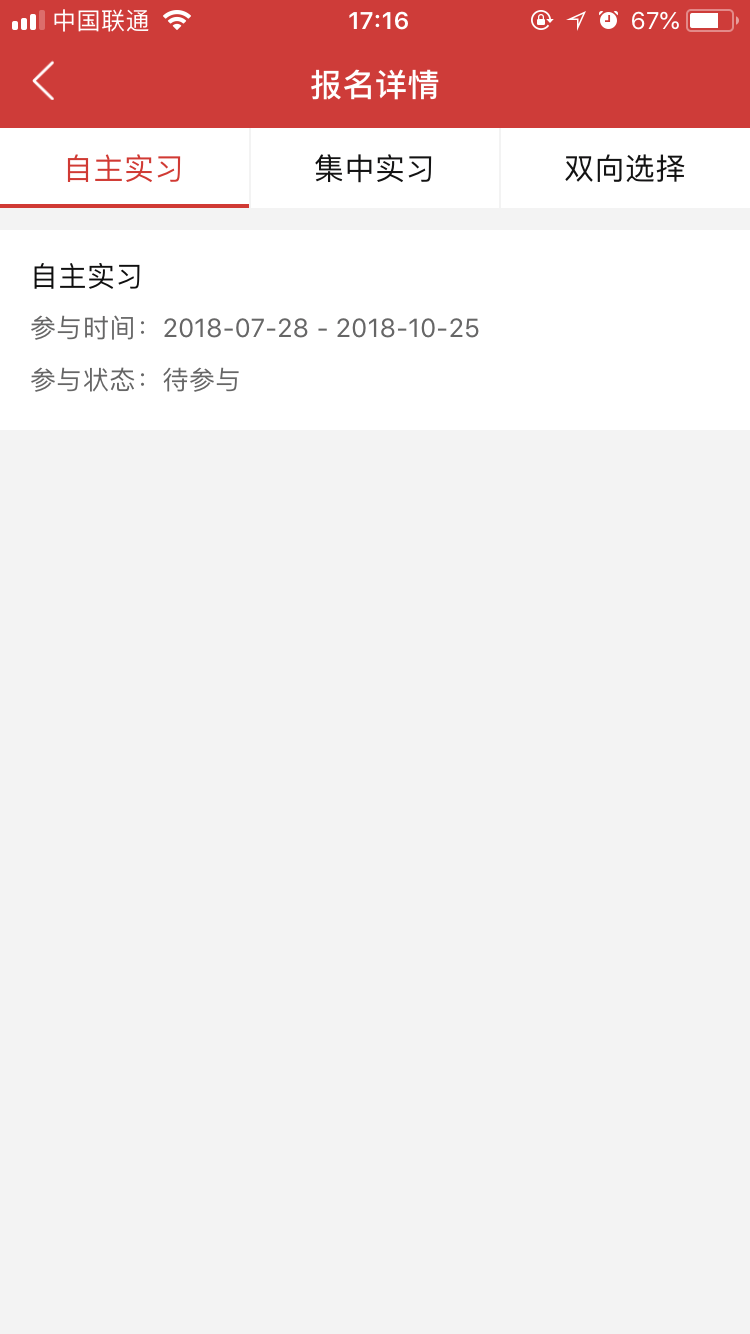 中国联通 17:16 67%
报名详情
自主实习 集中实习 双向选择
自主实习
参与时间：2018-07-28 - 2018-10-25
参与状态：待参与